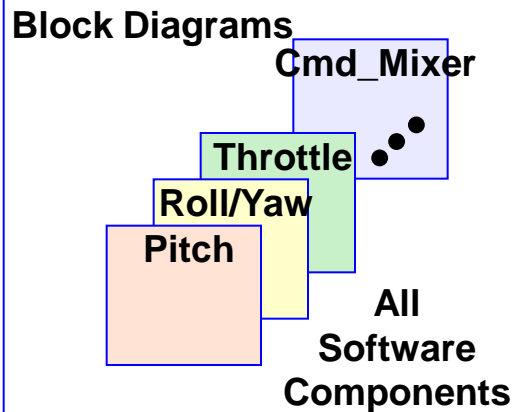 Block Diagrams
Cmd_Mixer
Throttle
Roll/Yaw
Pitch
All
Software
Components